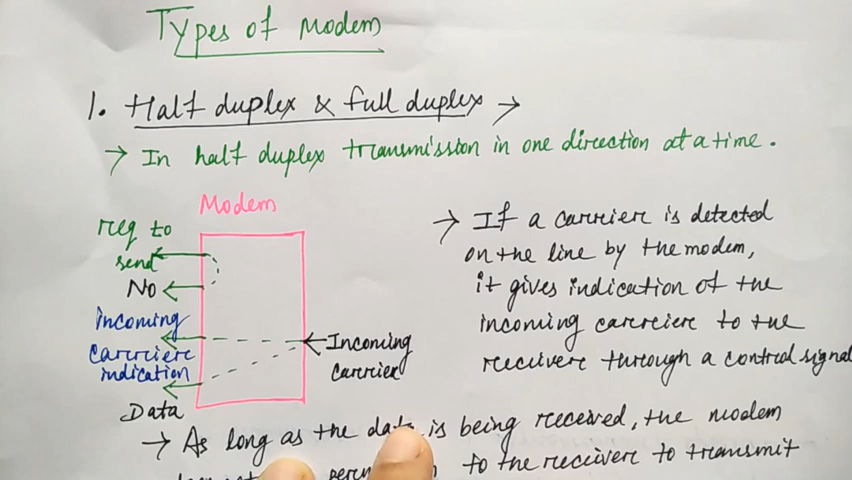 Types of Modem
1. Half duplex & full duplex →
→ In half duplex transmission in one direction at a time.
Modem
req to
send
No
incoming
carriere
indication
Data
Incoming
carrier
→ If a carrier is detected
on the line by the modem,
it gives indication of the
incoming carriere to the
receivere through a control signal
→ As long as the data is being received, the modem
to the receivere to transmit